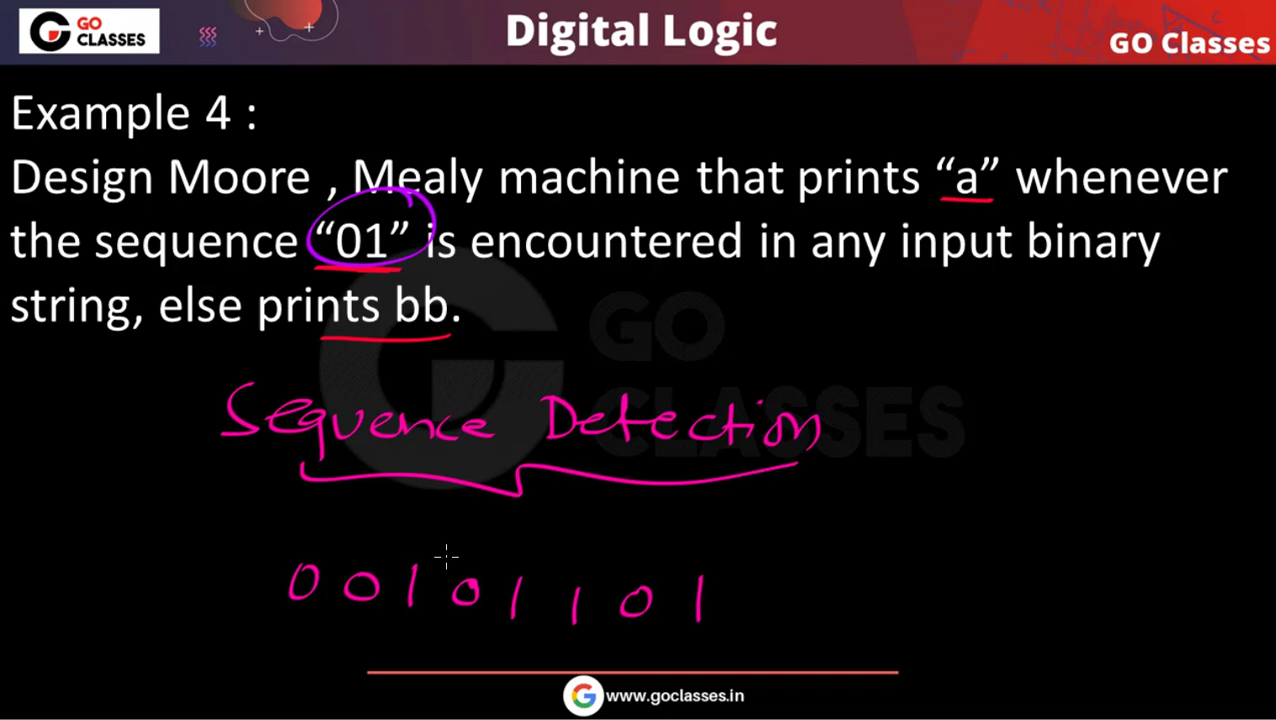 GO
CLASSES
Digital Logic
GO Classes
Example 4 :
Design Moore , Mealy machine that prints “a” whenever
the sequence “01” is encountered in any input binary
string, else prints bb.
GO
CLASSES
Sequence Detection
0 0 1 0 1 1 0 1
www.goclasses.in